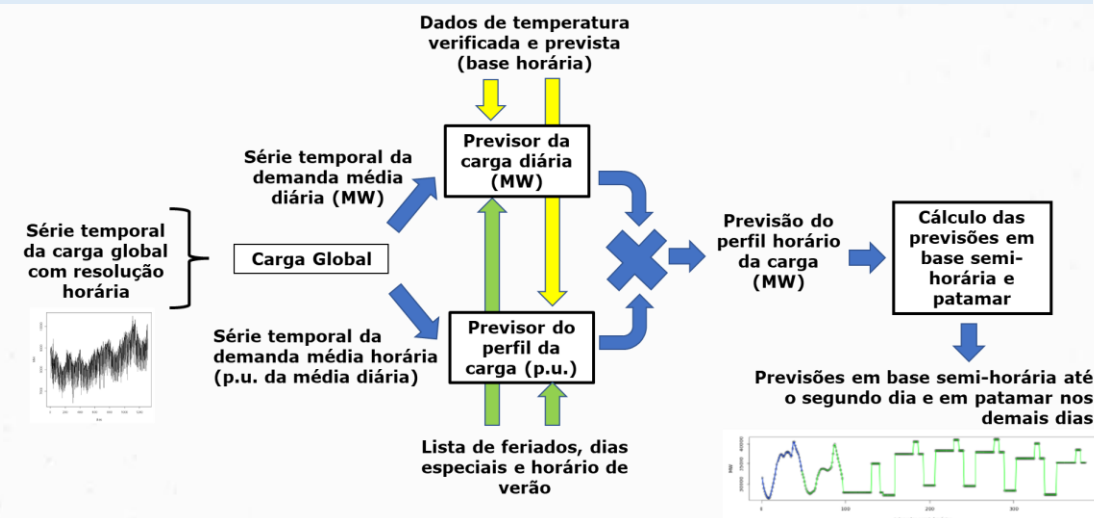 Dados de temperatura
verificada e prevista
(base horária)
Previsor da
carga diária
(MW)
Série temporal da
demanda média
diária (MW)
Série temporal
da carga global
com resolução
horária
Carga Global
Previsão do
perfil horário
da carga
(MW)
Cálculo das
previsões em
base semi-
horária e
patamar
Série temporal da
demanda média horária
(p.u. da média diária)
Previsor do
perfil da
carga (p.u.)
Previsões em base semi-horária até
o segundo dia e em patamar nos
demais dias
Lista de feriados, dias
especiais e horário de
verão
0
100
200
300